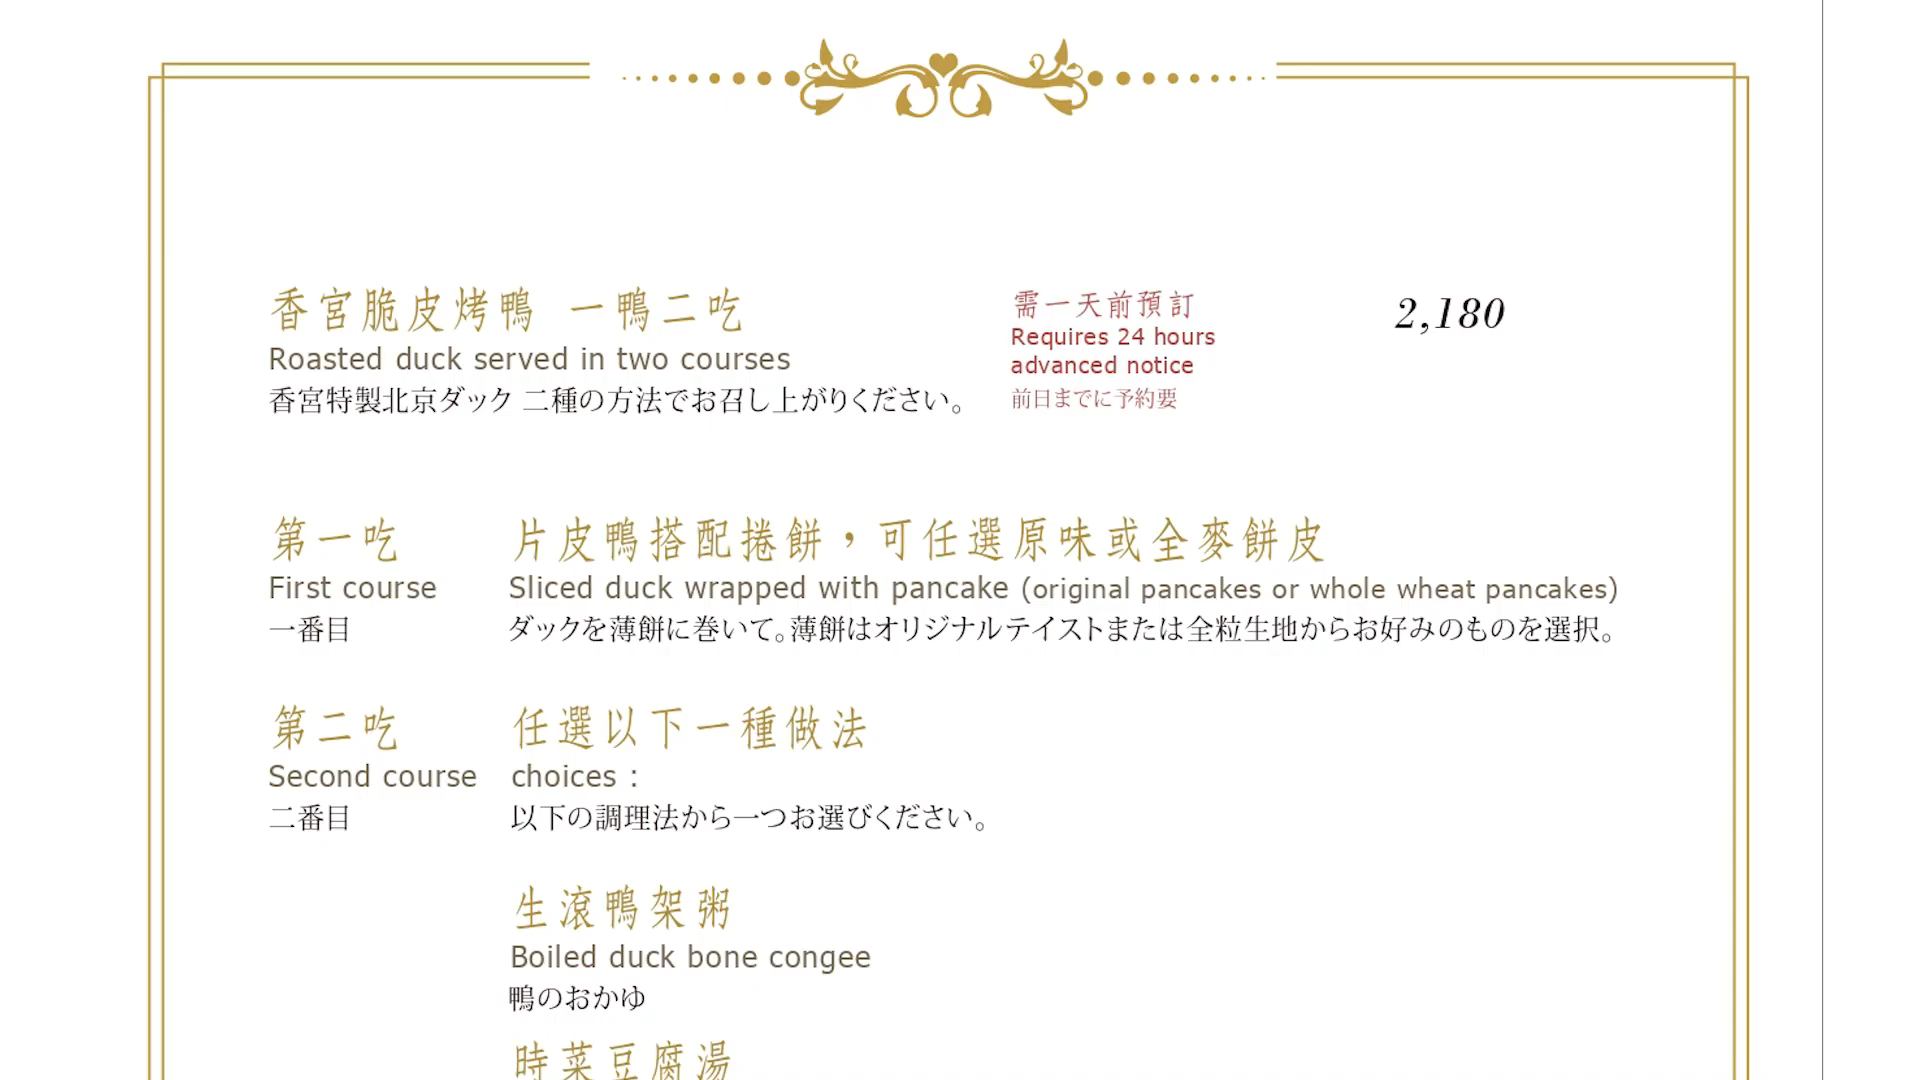 香宮脆皮烤鴨 一鴨二吃
Roasted duck served in two courses
香宮特製北京ダック 二種の方法でお召し上がりください。
需一天前預訂
Requires 24 hours
advanced notice
前日までに予約要
2,180
第一吃
First course
一番目
片皮鴨搭配捲餅，可任選原味或全麥餅皮
Sliced duck wrapped with pancake (original pancakes or whole wheat pancakes)
ダックを薄餅に巻いて。薄餅はオリジナルテイストまたは全粒生地からお好みのものを選択。
第二吃
Second course
二番目
任選以下一種做法
choices :
以下の調理法から一つお選びください。
生滾鴨架粥
Boiled duck bone congee
鴨のおかゆ
時菜豆腐湯